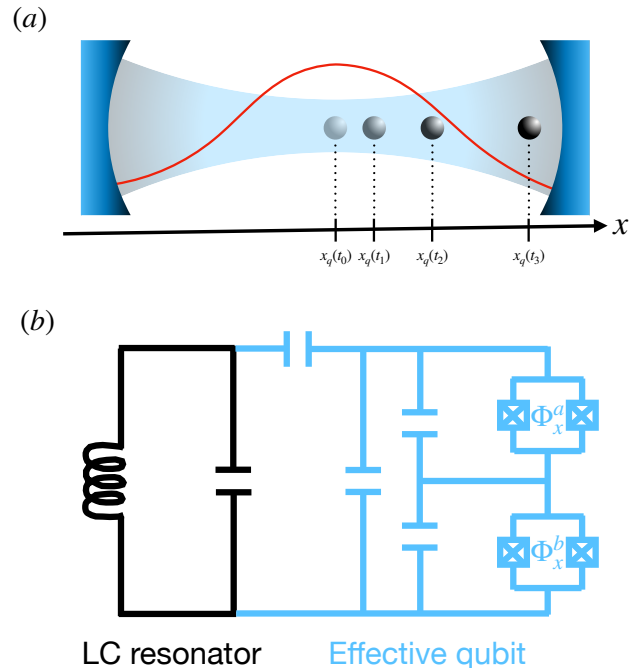 (a)
x
x_q(t_0) x_q(t_1) x_q(t_2) x_q(t_3)
(b)
Φ_x^a
Φ_x^b
LC resonator Effective qubit